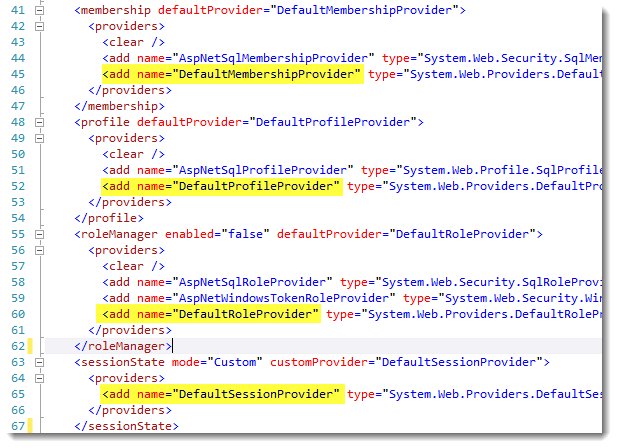 41 <membership defaultProvider="DefaultMembershipProvider">
42 <providers>
43 <clear />
44 <add name="AspNetSqlMembershipProvider" type="System.Web.Security.SqlMem
45 <add name="DefaultMembershipProvider" type="System.Web.Providers.Default
46 </providers>
47 </membership>
48 <profile defaultProvider="DefaultProfileProvider">
49 <providers>
50 <clear />
51 <add name="AspNetSqlProfileProvider" type="System.Web.Profile.SqlProfile
52 <add name="DefaultProfileProvider" type="System.Web.Providers.DefaultPro
53 </providers>
54 </profile>
55 <roleManager enabled="false" defaultProvider="DefaultRoleProvider">
56 <providers>
57 <clear />
58 <add name="AspNetSqlRoleProvider" type="System.Web.Security.SqlRoleProvi
59 <add name="AspNetWindowsTokenRoleProvider" type="System.Web.Security.Win
60 <add name="DefaultRoleProvider" type="System.Web.Providers.DefaultRolePr
61 </providers>
62 </roleManager>
63 <sessionState mode="Custom" customProvider="DefaultSessionProvider">
64 <providers>
65 <add name="DefaultSessionProvider" type="System.Web.Providers.DefaultSes
66 </providers>
67 </sessionState>